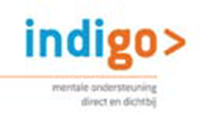 indigo>
mentale ondersteuning
direct en dichtbij